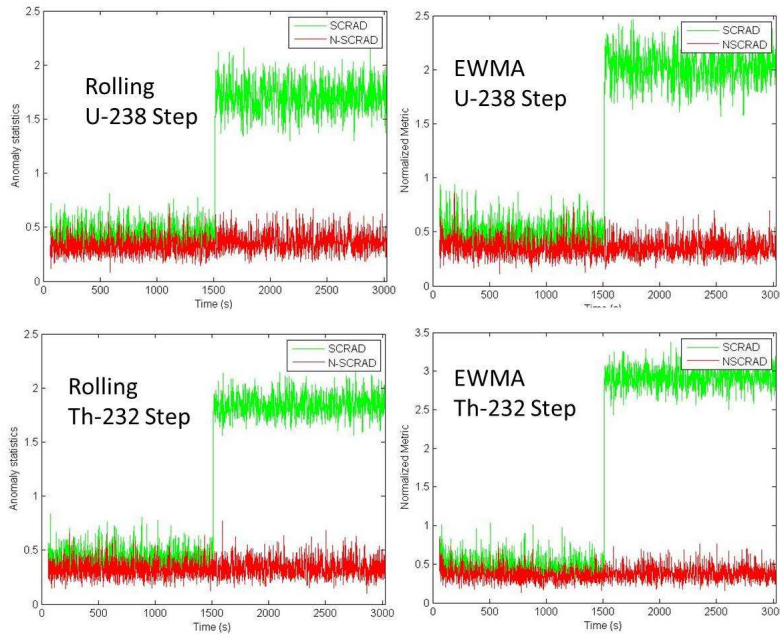 2.5
2
1.5
1
0.5
0
Anomaly statistics
Rolling
U-238 Step
SCRAD
N-SCRAD
0 500 1000 1500 2000 2500 3000
Time (s)
2.5
2
1.5
1
0.5
0
Normalized Metric
EWMA
U-238 Step
SCRAD
NSCRAD
0 500 1000 1500 2000 2500 3000
Time (s)
2.5
2
1.5
1
0.5
0
Anomaly statistics
Rolling
Th-232 Step
SCRAD
N-SCRAD
0 500 1000 1500 2000 2500 3000
Time (s)
3.5
3
2.5
2
1.5
1
0.5
0
Normalized Metric
EWMA
Th-232 Step
SCRAD
NSCRAD
0 500 1000 1500 2000 2500 3000
Time (s)